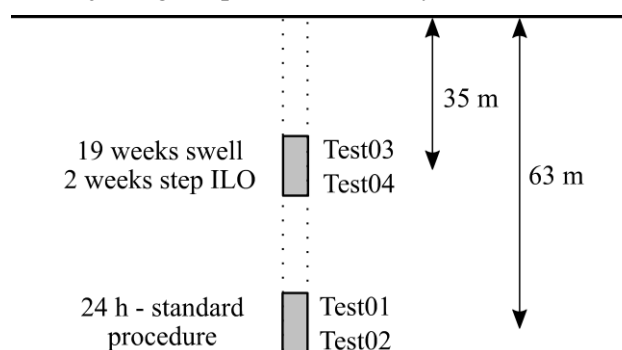 35 m
19 weeks swell
2 weeks step ILO
Test03
Test04
63 m
24 h - standard
procedure
Test01
Test02